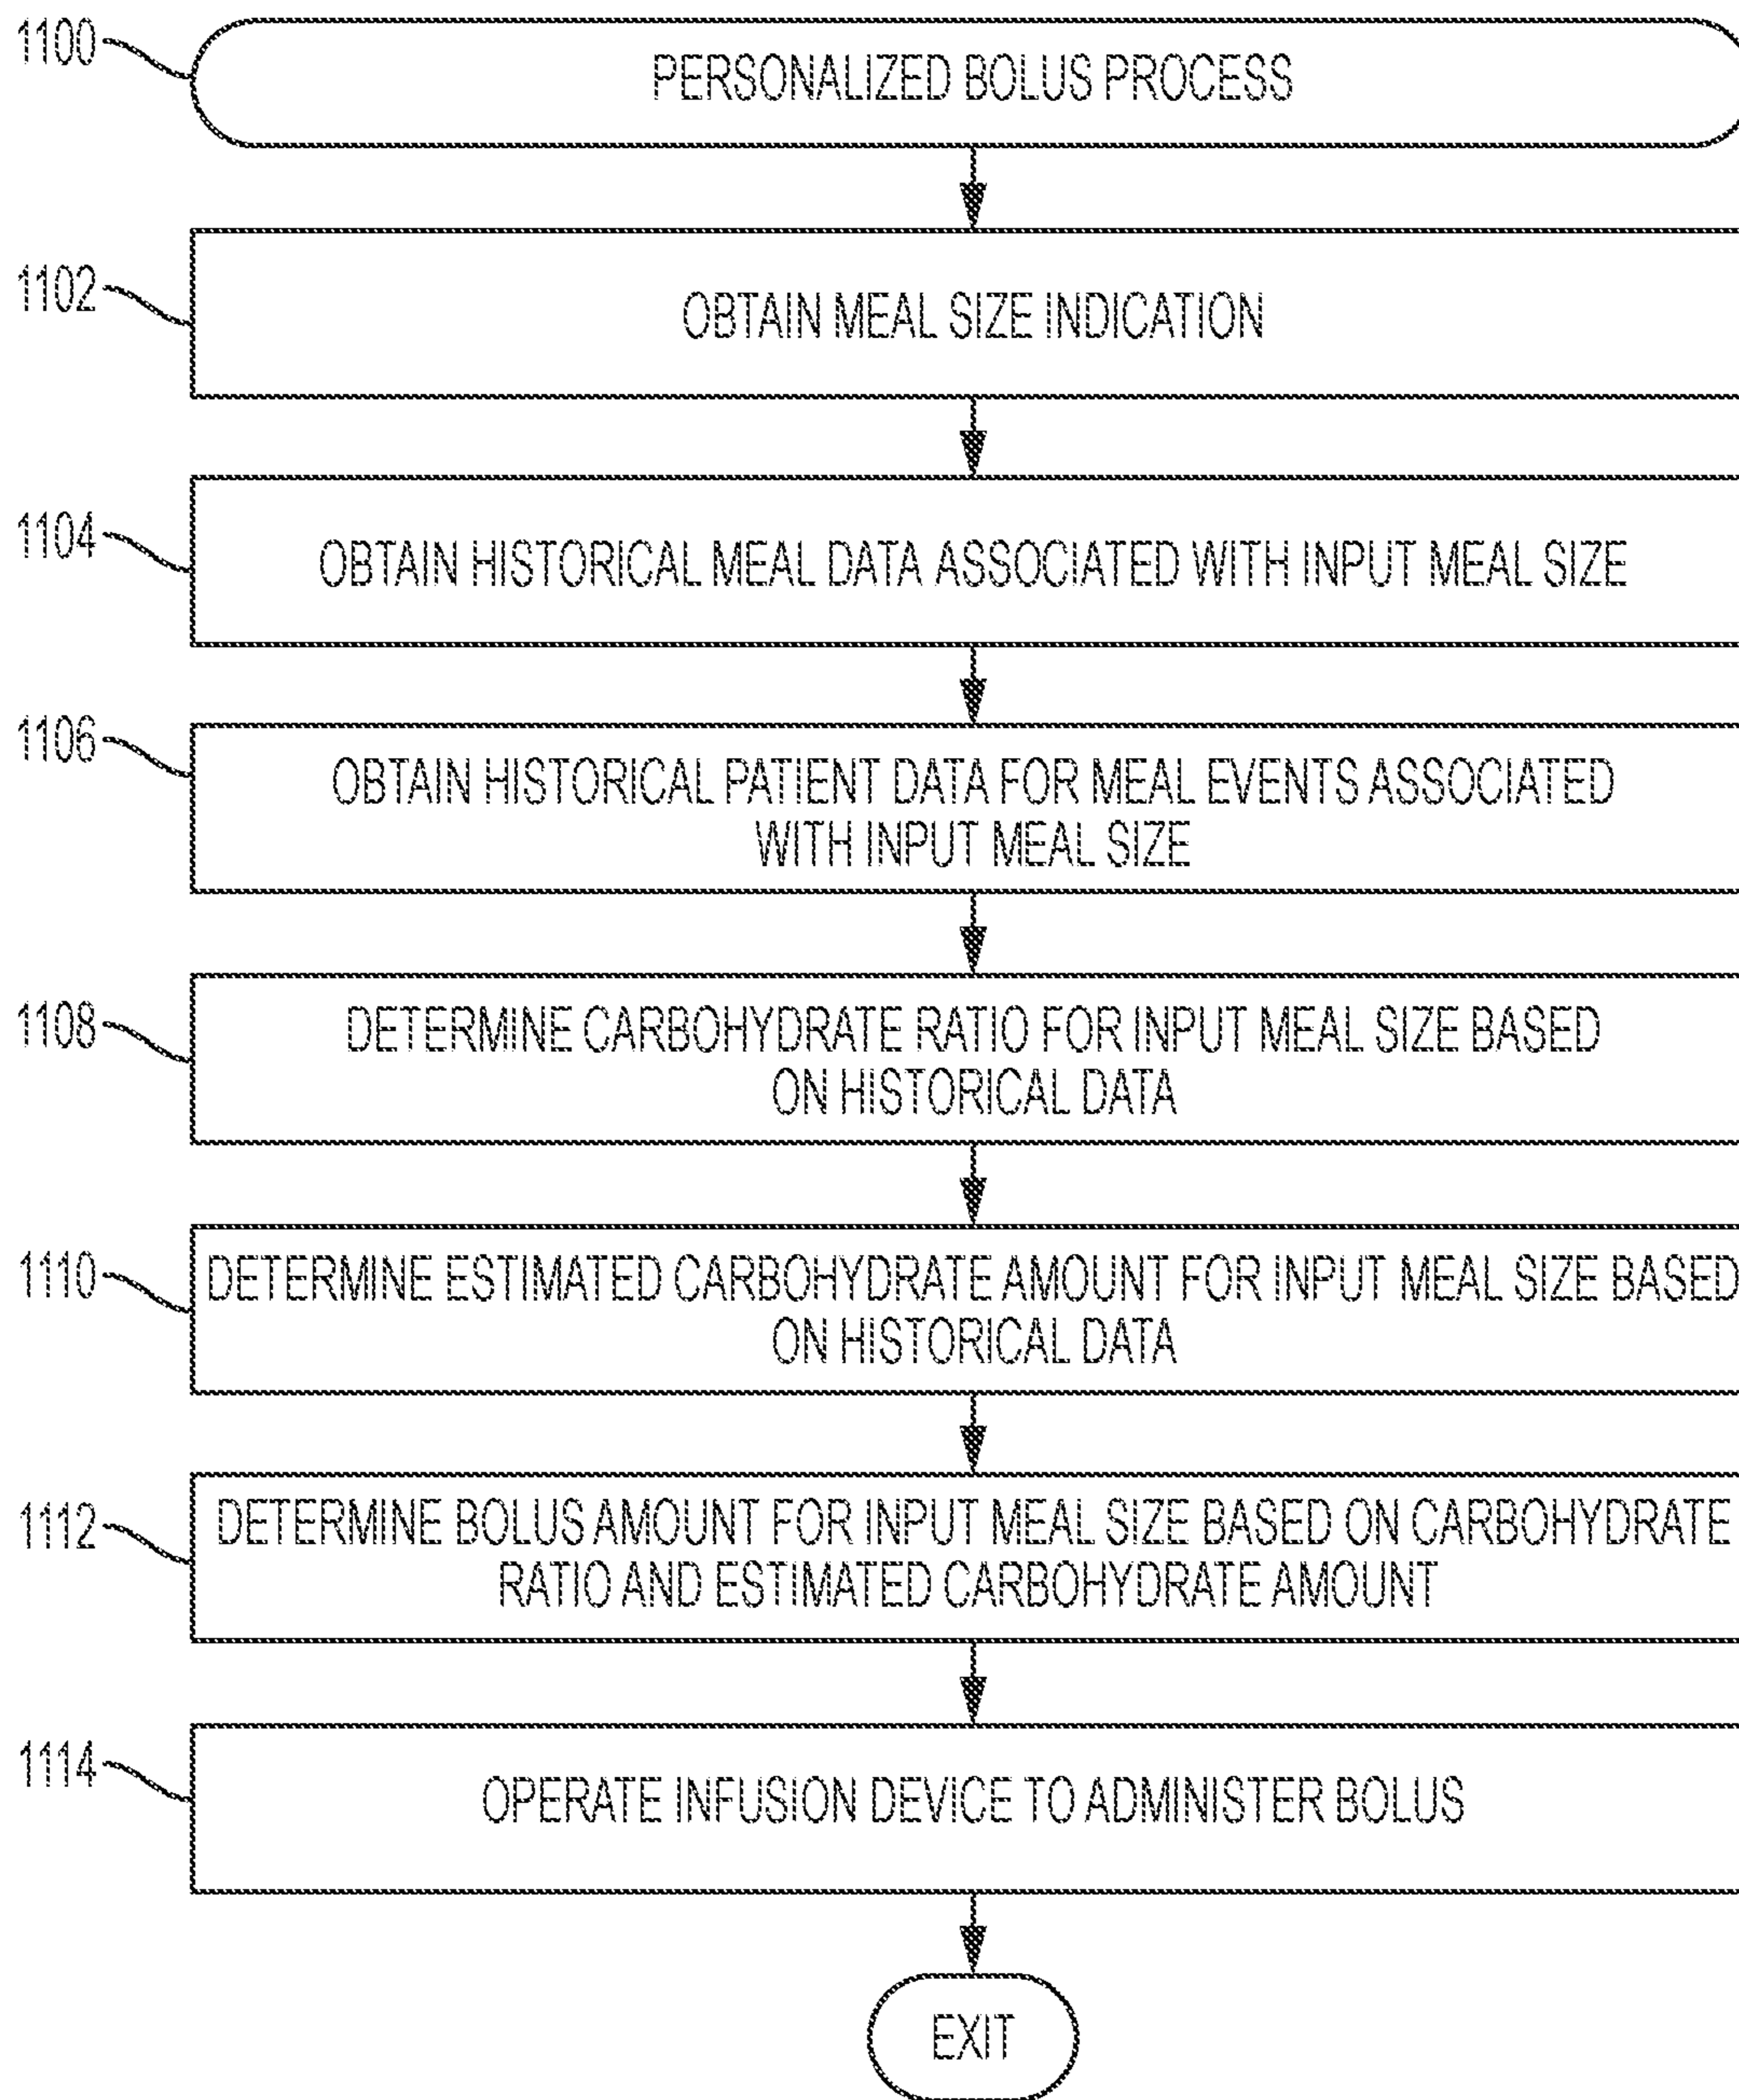 1100
PERSONALIZED BOLUS PROCESS
1102
OBTAIN MEAL SIZE INDICATION
1104
OBTAIN HISTORICAL MEAL DATA ASSOCIATED WITH INPUT MEAL SIZE
1106
OBTAIN HISTORICAL PATIENT DATA FOR MEAL EVENTS ASSOCIATED
WITH INPUT MEAL SIZE
1108
DETERMINE CARBOHYDRATE RATIO FOR INPUT MEAL SIZE BASED
ON HISTORICAL DATA
1110
DETERMINE ESTIMATED CARBOHYDRATE AMOUNT FOR INPUT MEAL SIZE BASED
ON HISTORICAL DATA
1112
DETERMINE BOLUS AMOUNT FOR INPUT MEAL SIZE BASED ON CARBOHYDRATE
RATIO AND ESTIMATED CARBOHYDRATE AMOUNT
1114
OPERATE INFUSION DEVICE TO ADMINISTER BOLUS
EXIT